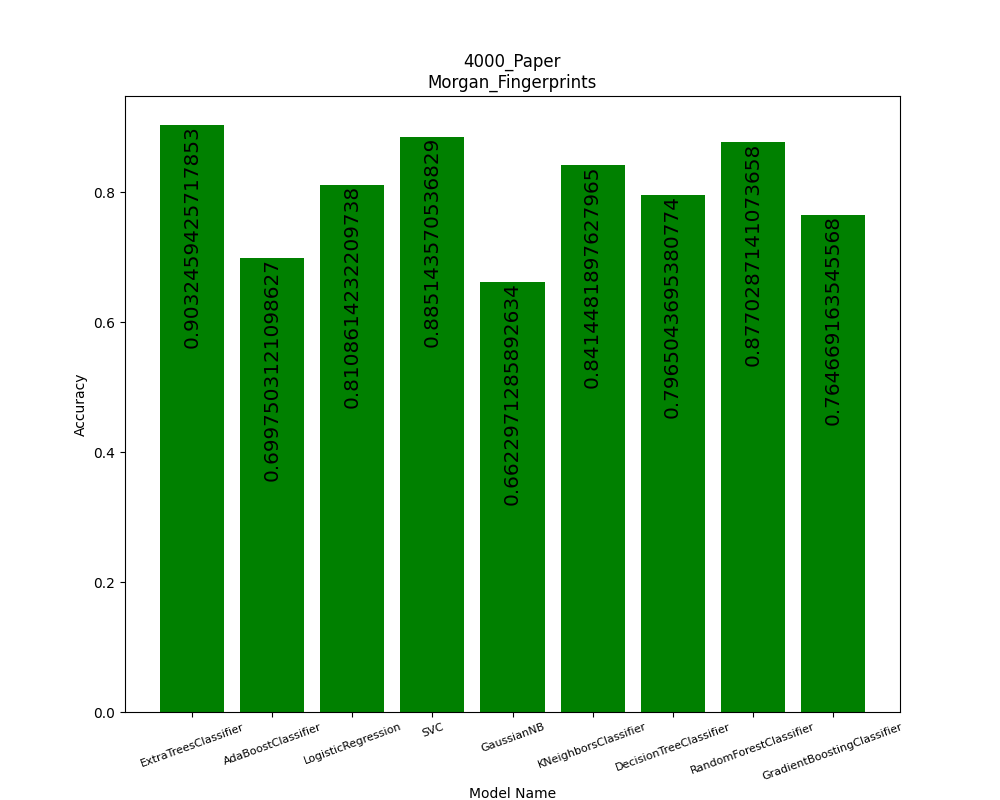 4000_Paper
Morgan_Fingerprints
Accuracy
0.8
0.6
0.4
0.2
0.0
0.9032459425717853
0.6997503121098627
0.8108614232209738
0.8851435705368290
0.6622971285892634
0.8414481897627965
0.7965043695380774
0.8770287141073658
0.7646691635455680
ExtraTreesClassifier
AdaBoostClassifier
LogisticRegression
SVC
GaussianNB
KNeighborsClassifier
DecisionTreeClassifier
RandomForestClassifier
GradientBoostingClassifier
Model Name